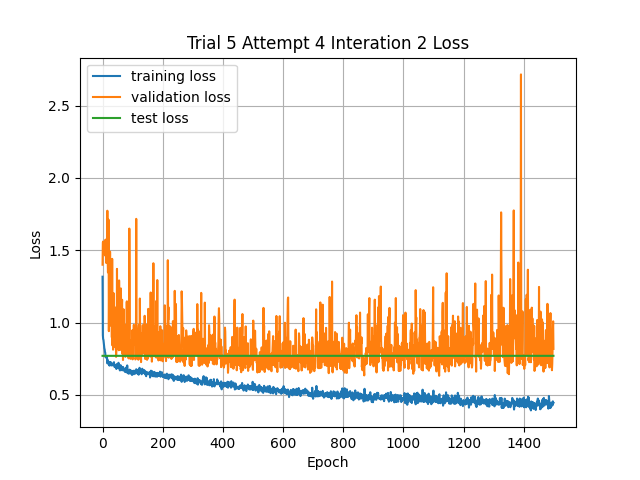 Trial 5 Attempt 4 Interation 2 Loss
training loss
validation loss
test loss
2.5
2.0
1.5
1.0
0.5
Loss
0 200 400 600 800 1000 1200 1400
Epoch